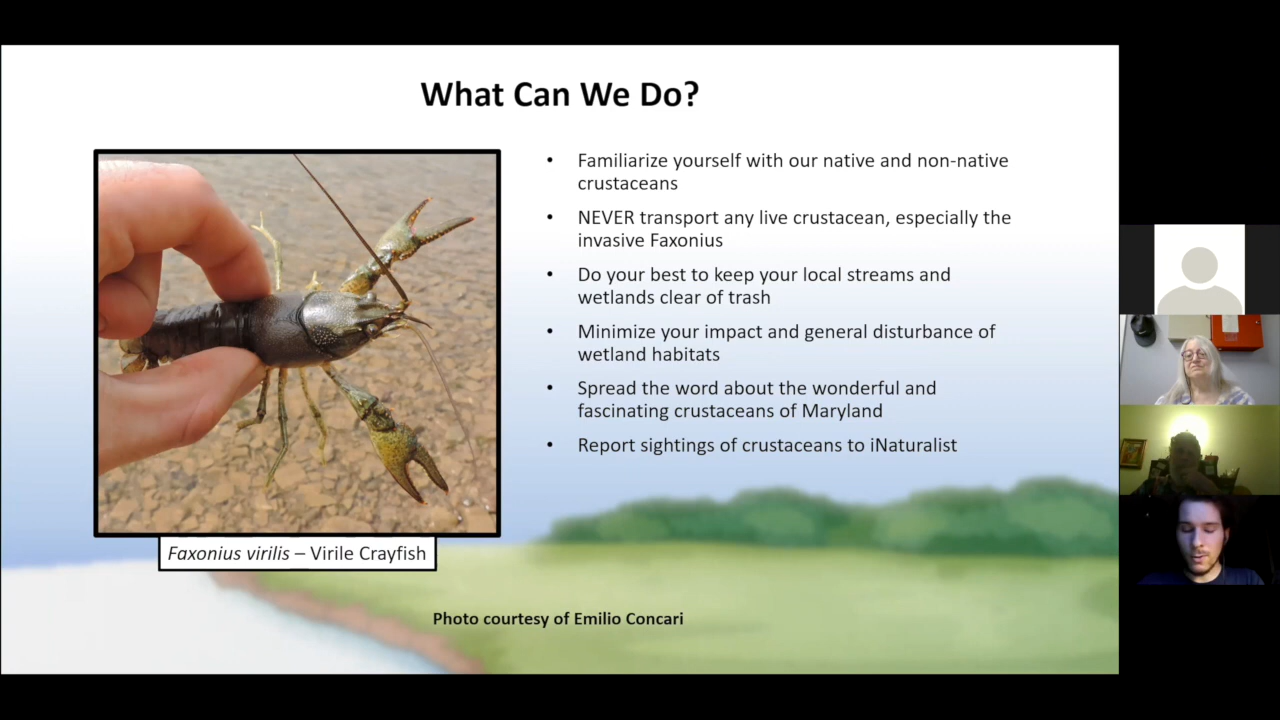 What Can We Do?
• Familiarize yourself with our native and non-native
crustaceans
• NEVER transport any live crustacean, especially the
invasive Faxonius
• Do your best to keep your local streams and
wetlands clear of trash
• Minimize your impact and general disturbance of
wetland habitats
• Spread the word about the wonderful and
fascinating crustaceans of Maryland
• Report sightings of crustaceans to iNaturalist
Faxonius virilis – Virile Crayfish
Photo courtesy of Emilio Concari